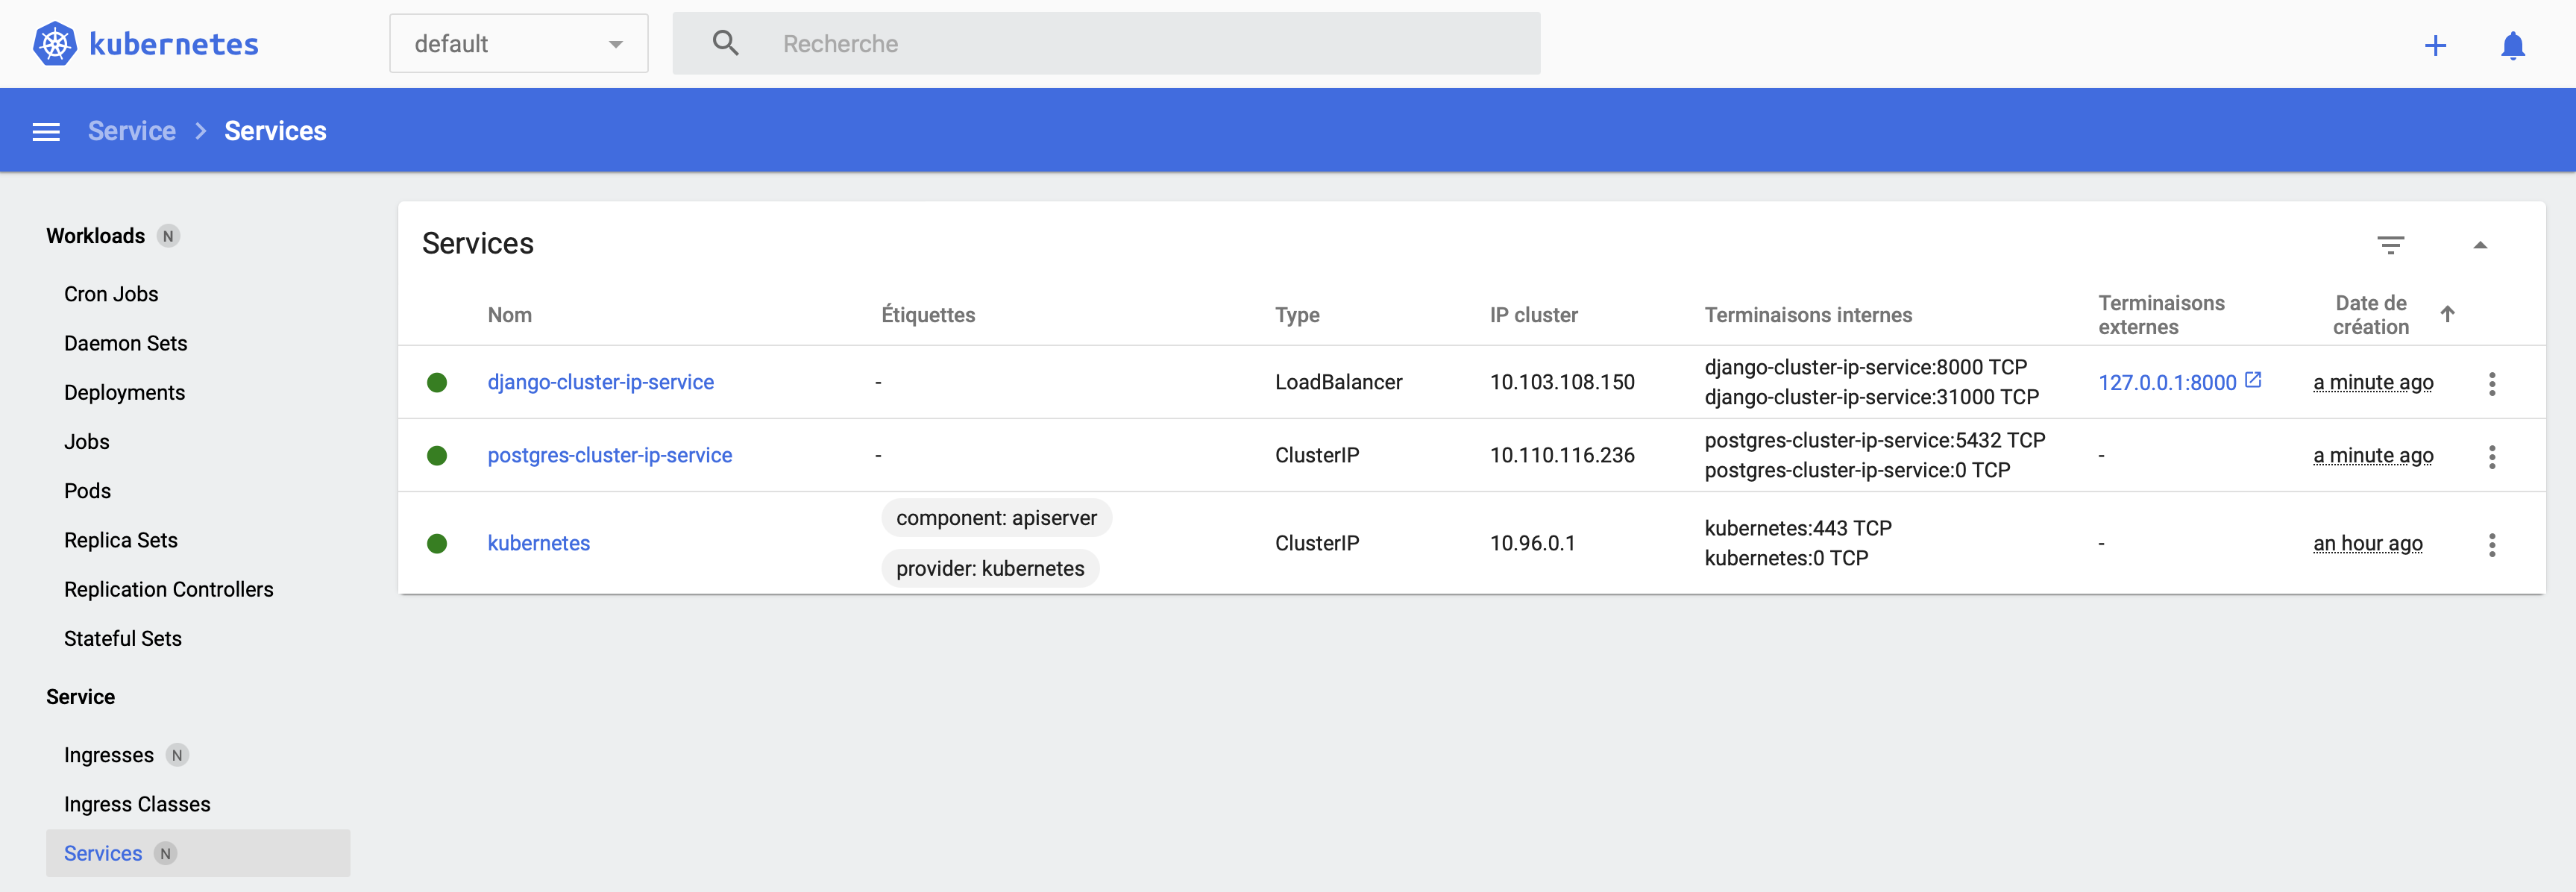 kubernetes
default
Recherche
Service
Services
Workloads N
Cron Jobs
Daemon Sets
Deployments
Jobs
Pods
Replica Sets
Replication Controllers
Stateful Sets
Service
Ingresses N
Ingress Classes
Services N
Services
Nom Étiquettes Type IP cluster Terminaisons internes Terminaisons externes Date de création
django-cluster-ip-service - LoadBalancer 10.103.108.150 django-cluster-ip-service:8000 TCP 127.0.0.1:8000 a minute ago
django-cluster-ip-service:31000 TCP
postgres-cluster-ip-service - ClusterIP 10.110.116.236 postgres-cluster-ip-service:5432 TCP - a minute ago
postgres-cluster-ip-service:0 TCP
kubernetes component: apiserver ClusterIP 10.96.0.1 kubernetes:443 TCP - an hour ago
provider: kubernetes kubernetes:0 TCP